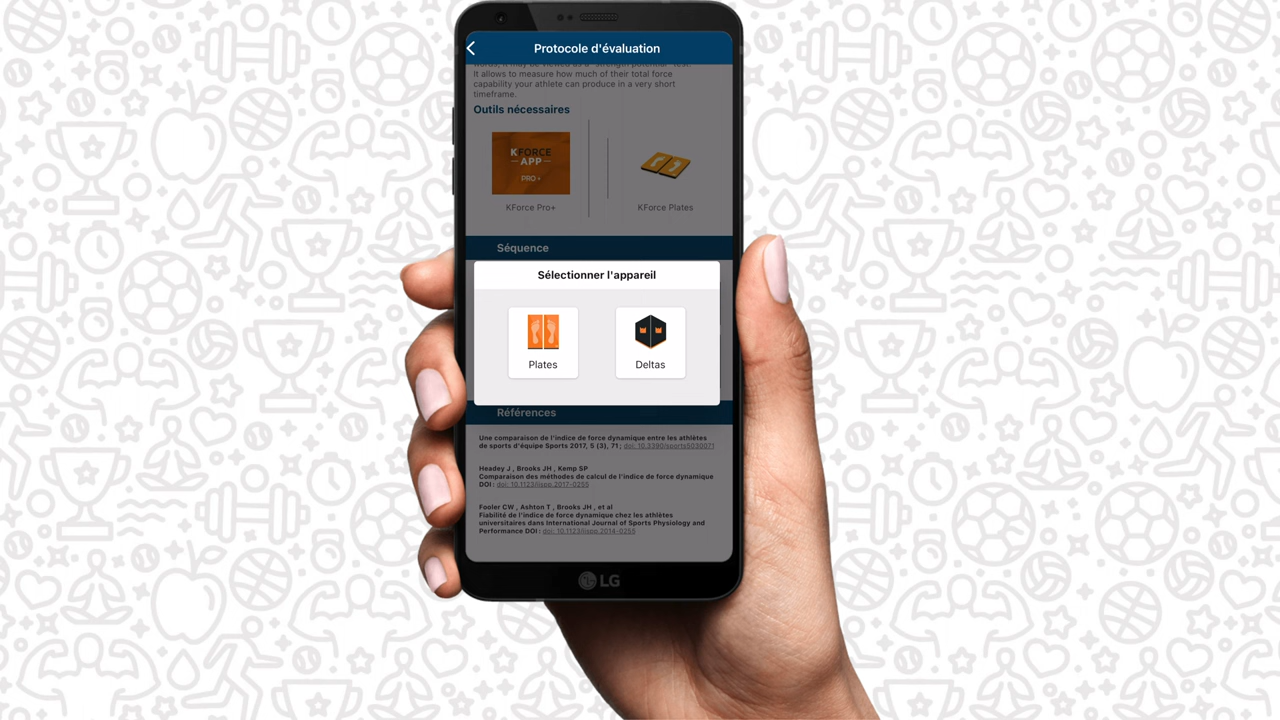 Protocole d'évaluation
It allows to measure how much of their total force
capability your athlete can produce in a very short
timeframe.
Outils nécessaires
KFORCE
APP
PRO+
KForce Pro+
KForce Plates
Séquence
Sélectionner l'appareil
Plates
Deltas
Références
Une comparaison de l'indice de force dynamique entre les athlètes
de sports d'équipe Sports 2017, 5 (3), 71 ; doi: 10.3390/sports5030071
Headey J , Brooks JH , Kemp SP
Comparaison des méthodes de calcul de l'indice de force dynamique
DOI : doi: 10.1123/ijspp.2017-0255
Fooler CW , Ashton T , Brooks JH , et al
Fiabilité de l'indice de force dynamique chez les athlètes
universitaires dans International Journal of Sports Physiology and
Performance DOI : doi: 10.1123/ijspp.2014-0255
LG